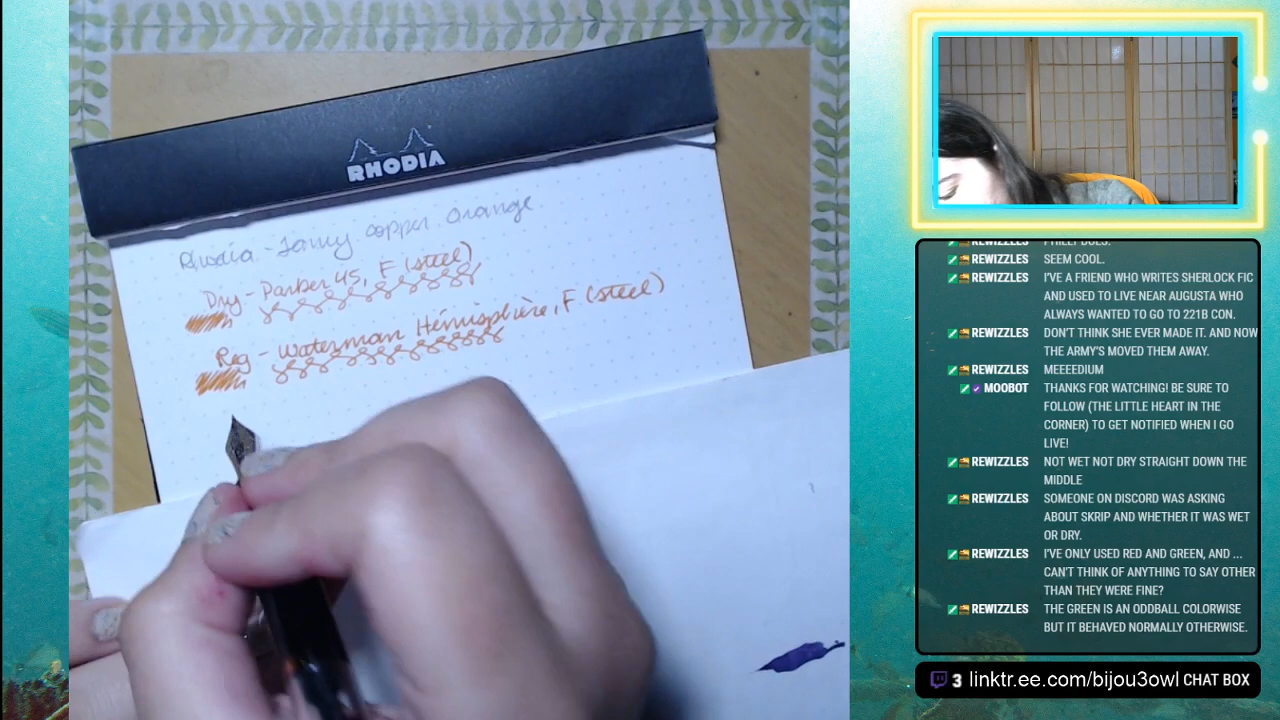 RHODIA
Rhodia - Lamy copper orange
Dry - Parker 45, F (steel)
Reg - Waterman Hémisphère, F (steel)
REWIZZLES PHILLY DOES.
REWIZZLES SEEM COOL.
REWIZZLES I'VE A FRIEND WHO WRITES SHERLOCK FIC
AND USED TO LIVE NEAR AUGUSTA WHO
ALWAYS WANTED TO GO TO 221B CON.
REWIZZLES DON'T THINK SHE EVER MADE IT. AND NOW
THE ARMY'S MOVED THEM AWAY.
REWIZZLES MEEEEDIUM
MOOBOT THANKS FOR WATCHING! BE SURE TO
FOLLOW (THE LITTLE HEART IN THE
CORNER) TO GET NOTIFIED WHEN I GO
LIVE!
REWIZZLES NOT WET NOT DRY STRAIGHT DOWN THE
MIDDLE
REWIZZLES SOMEONE ON DISCORD WAS ASKING
ABOUT SKRIP AND WHETHER IT WAS WET
OR DRY.
REWIZZLES I'VE ONLY USED RED AND GREEN, AND ...
CAN'T THINK OF ANYTHING TO SAY OTHER
THAN THEY WERE FINE?
REWIZZLES THE GREEN IS AN ODDBALL COLORWISE
BUT IT BEHAVED NORMALLY OTHERWISE.
3 linktr.ee.com/bijou3owl CHAT BOX